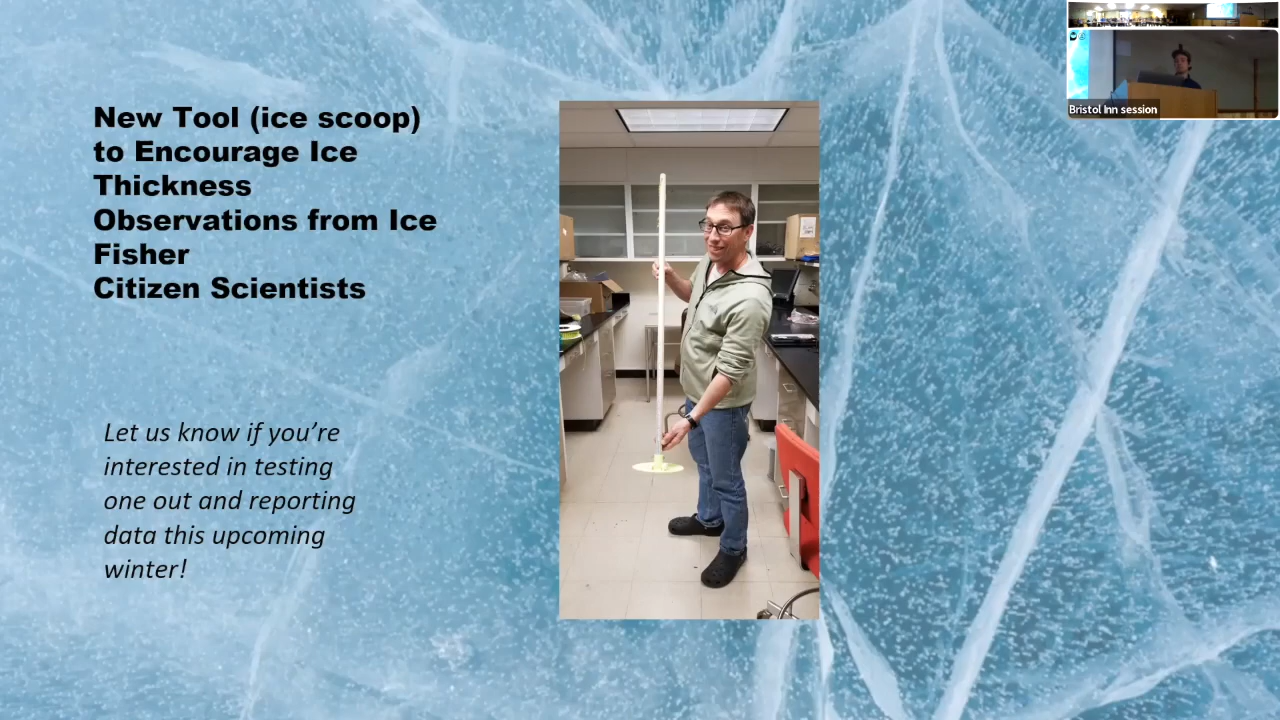 New Tool (ice scoop)
to Encourage Ice
Thickness
Observations from Ice
Fisher
Citizen Scientists
Let us know if you’re
interested in testing
one out and reporting
data this upcoming
winter!
Bristol Inn session